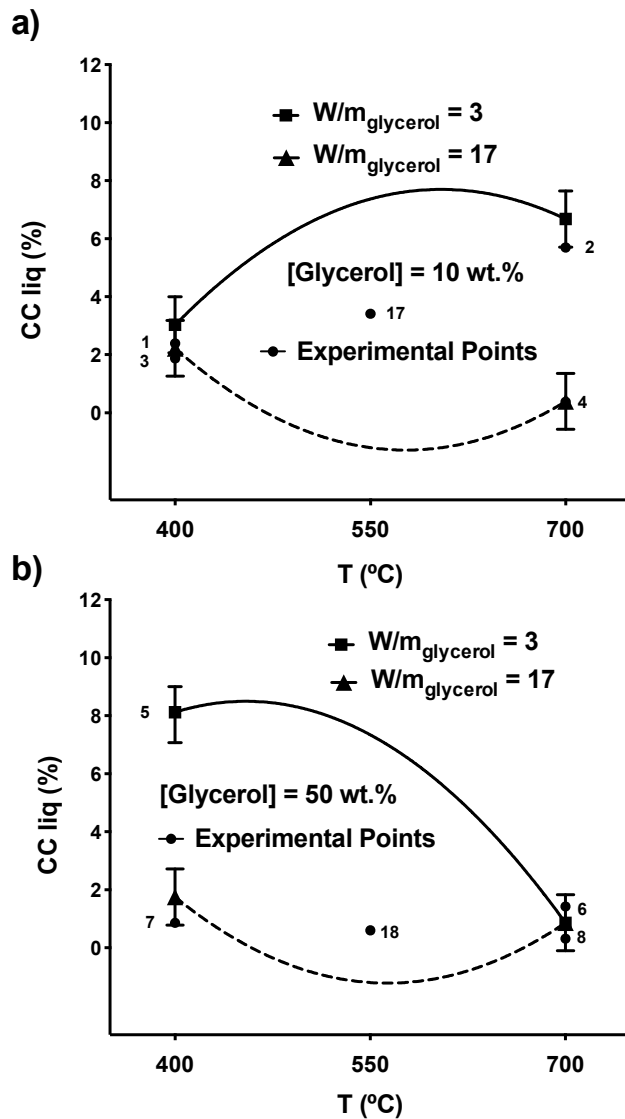 a)
12
10
8
6
4
2
0
CC liq (%)
W/mglycerol = 3
W/mglycerol = 17
[Glycerol] = 10 wt.%
Experimental Points
1
3
17
2
4
400 550 700
T (ºC)
b)
12
10
8
6
4
2
0
CC liq (%)
W/mglycerol = 3
W/mglycerol = 17
5
[Glycerol] = 50 wt.%
Experimental Points
7
18
6
8
400 550 700
T (ºC)